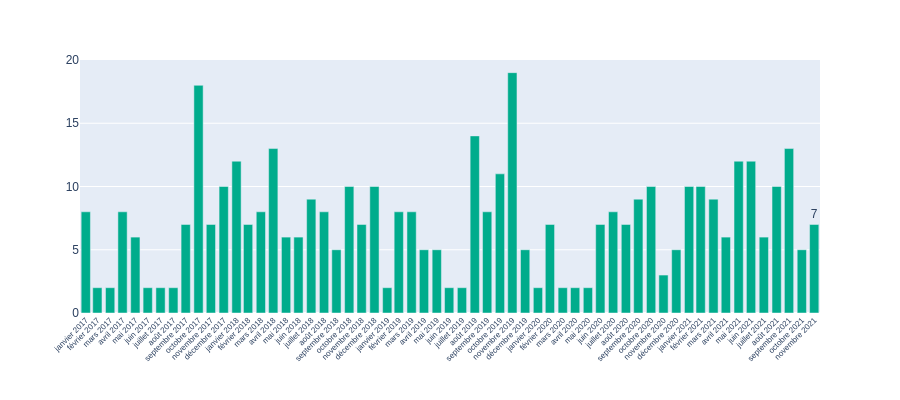 20
15
10
5
0
7
janvier 2017
février 2017
mars 2017
avril 2017
mai 2017
juin 2017
juillet 2017
août 2017
septembre 2017
octobre 2017
novembre 2017
décembre 2017
janvier 2018
février 2018
mars 2018
avril 2018
mai 2018
juin 2018
juillet 2018
août 2018
septembre 2018
octobre 2018
novembre 2018
décembre 2018
janvier 2019
février 2019
mars 2019
avril 2019
mai 2019
juin 2019
juillet 2019
août 2019
septembre 2019
octobre 2019
novembre 2019
décembre 2019
janvier 2020
février 2020
mars 2020
avril 2020
mai 2020
juin 2020
juillet 2020
août 2020
septembre 2020
octobre 2020
novembre 2020
décembre 2020
janvier 2021
février 2021
mars 2021
avril 2021
mai 2021
juin 2021
juillet 2021
août 2021
septembre 2021
octobre 2021
novembre 2021